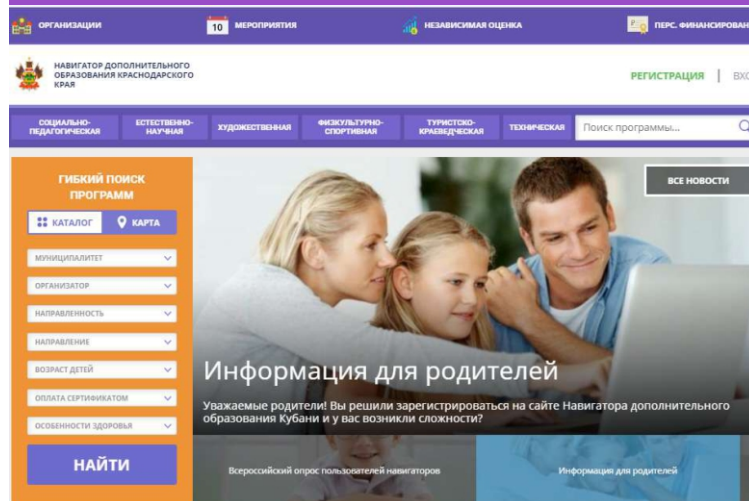 ОРГАНИЗАЦИИ
10
МЕРОПРИЯТИЯ
НЕЗАВИСИМАЯ ОЦЕНКА
ПЕРС. ФИНАНСИРОВАН
НАВИГАТОР ДОПОЛНИТЕЛЬНОГО
ОБРАЗОВАНИЯ КРАСНОДАРСКОГО
КРАЯ
РЕГИСТРАЦИЯ | ВХО
СОЦИАЛЬНО-
ПЕДАГОГИЧЕСКАЯ
ЕСТЕСТВЕННО-
НАУЧНАЯ
ХУДОЖЕСТВЕННАЯ
ФИЗКУЛЬТУРНО-
СПОРТИВНАЯ
ТУРИСТСКО-
КРАЕВЕДЧЕСКАЯ
ТЕХНИЧЕСКАЯ
Поиск программы...
ГИБКИЙ ПОИСК
ПРОГРАММ
КАТАЛОГ
КАРТА
МУНИЦИПАЛИТЕТ
ОРГАНИЗАТОР
НАПРАВЛЕННОСТЬ
НАПРАВЛЕНИЕ
ВОЗРАСТ ДЕТЕЙ
ОПЛАТА СЕРТИФИКАТОМ
ОСОБЕННОСТИ ЗДОРОВЬЯ
НАЙТИ
ВСЕ НОВОСТИ
Информация для родителей
Уважаемые родители! Вы решили зарегистрироваться на сайте Навигатора дополнительного
образования Кубани и у вас возникли сложности?
Всероссийский опрос пользователей навигаторов
Информация для родителей